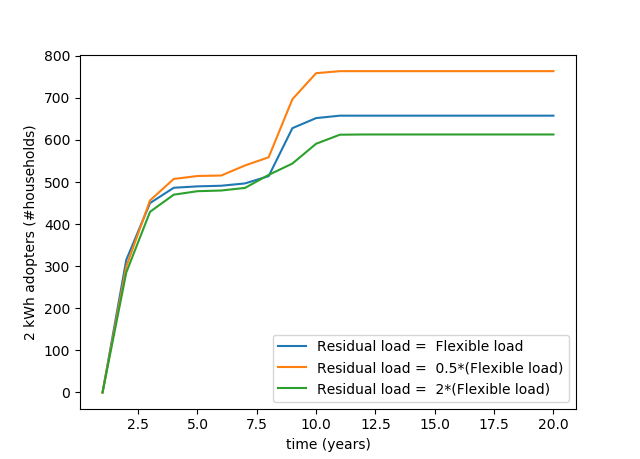 800
700
600
500
400
300
200
100
0
2 kWh adopters (#households)
Residual load =  Flexible load
Residual load =  0.5*(Flexible load)
Residual load =  2*(Flexible load)
2.5 5.0 7.5 10.0 12.5 15.0 17.5 20.0
time (years)